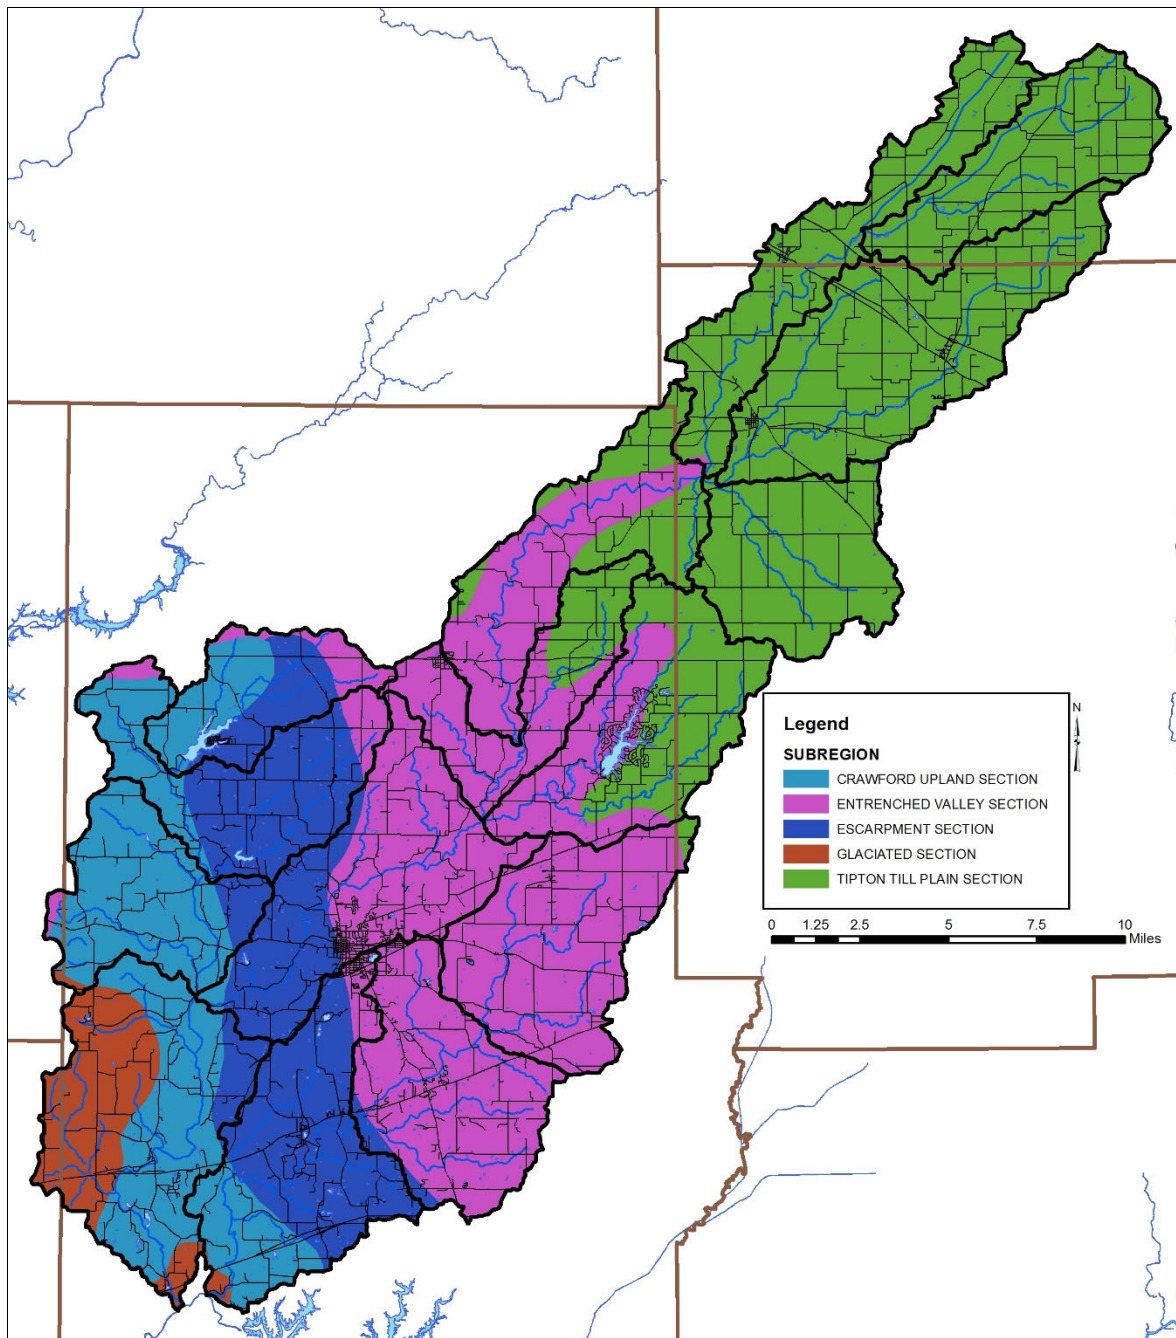 Legend
N
SUBREGION
CRAWFORD UPLAND SECTION
ENTRENCHED VALLEY SECTION
ESCARPMENT SECTION
GLACIATED SECTION
TIPTON TILL PLAIN SECTION
0 1.25 2.5 5 7.5 10
Miles